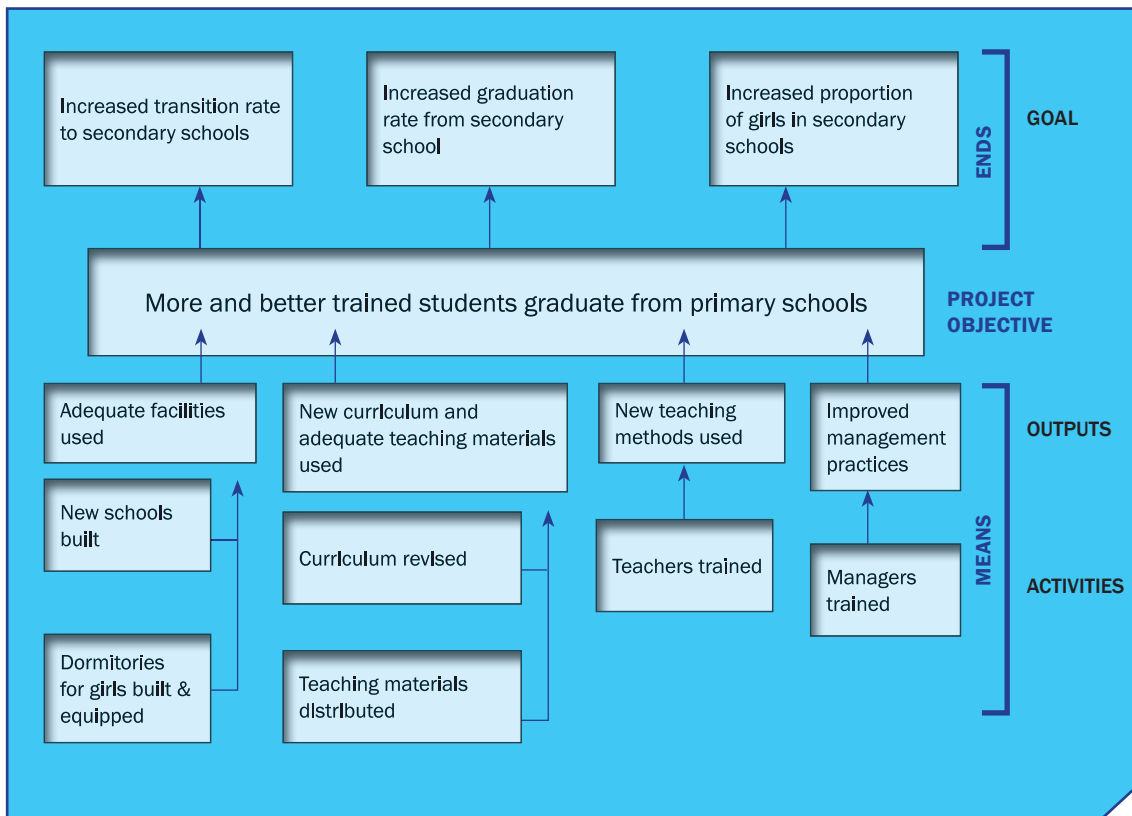 Increased transition rate
to secondary schools
Increased graduation
rate from secondary
school
Increased proportion
of girls in secondary
schools
ENDS
GOAL
More and better trained students graduate from primary schools
PROJECT
OBJECTIVE
Adequate facilities
used
New curriculum and
adequate teaching materials
used
New teaching
methods used
Improved
management
practices
OUTPUTS
New schools
built
Curriculum revised
Teachers trained
Managers
trained
MEANS
ACTIVITIES
Dormitories
for girls built &
equipped
Teaching materials
distributed